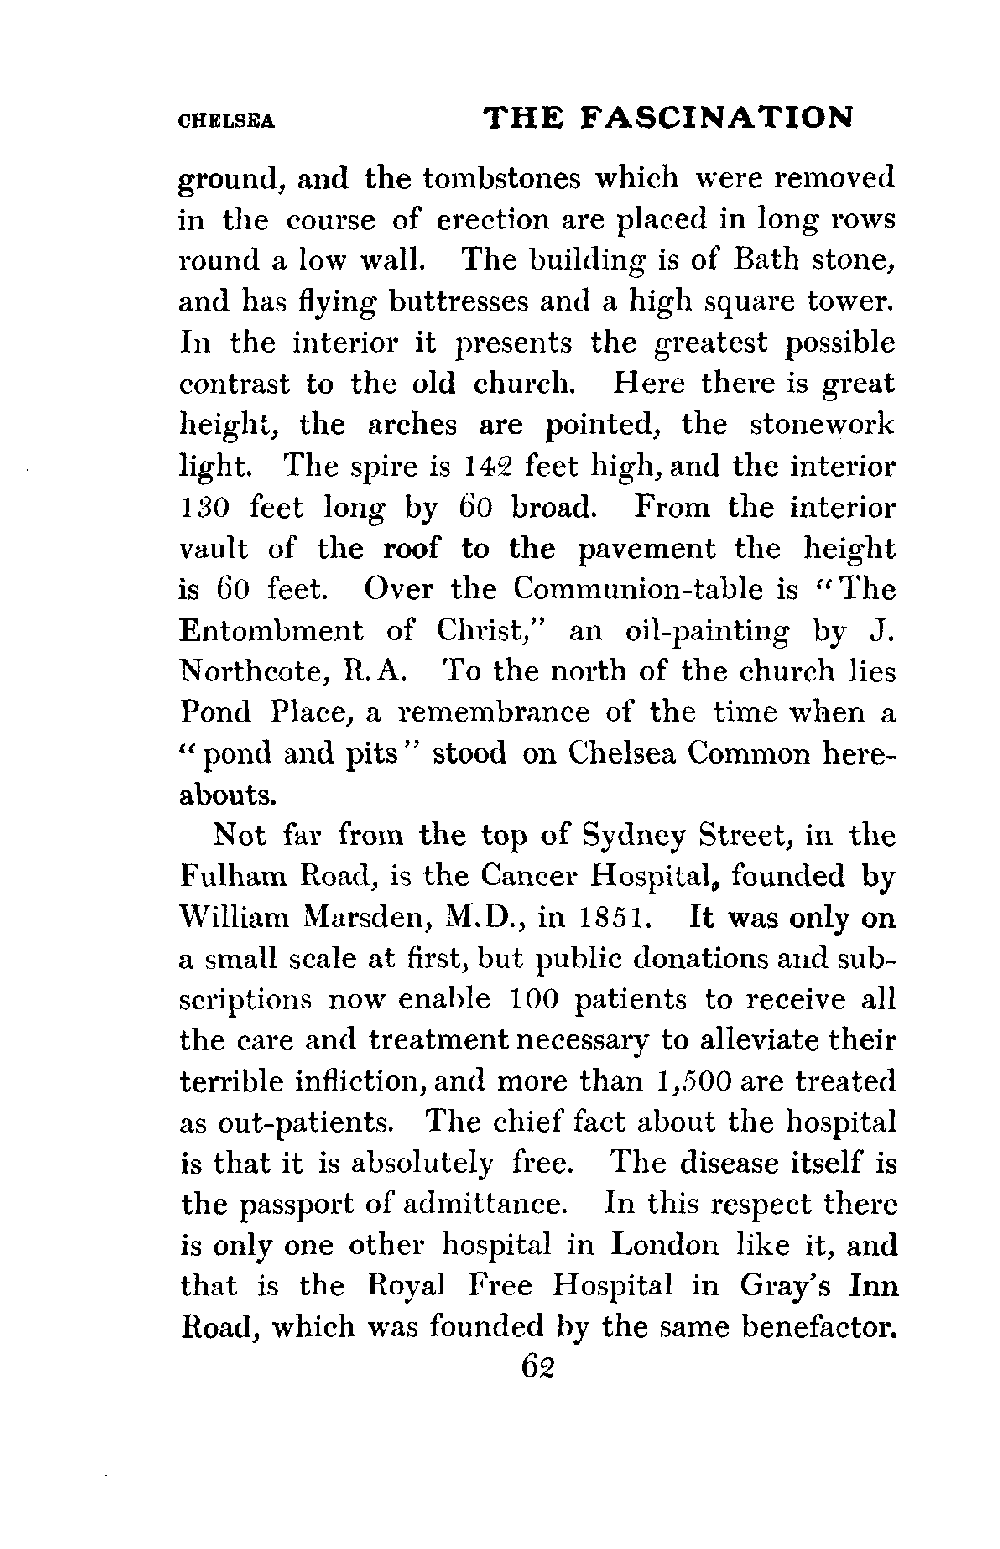 CHELSEA THE FASCINATION
ground, and the tombstones which were removed
in the course of erection are placed in long rows
round a low wall. The building is of Bath stone,
and has flying buttresses and a high square tower.
In the interior it presents the greatest possible
contrast to the old church. Here there is great
height, the arches are pointed, the stonework
light. The spire is 142 feet high, and the interior
130 feet long by 60 broad. From the interior
vault of the roof to the pavement the height
is 60 feet. Over the Communion-table is "The
Entombment of Christ," an oil-painting by J.
Northcote, R.A. To the north of the church lies
Pond Place, a remembrance of the time when a
"pond and pits" stood on Chelsea Common here-
abouts.
Not far from the top of Sydney Street, in the
Fulham Road, is the Cancer Hospital, founded by
William Marsden, M.D., in 1851. It was only on
a small scale at first, but public donations and sub-
scriptions now enable 100 patients to receive all
the care and treatment necessary to alleviate their
terrible infliction, and more than 1,500 are treated
as out-patients. The chief fact about the hospital
is that it is absolutely free. The disease itself is
the passport of admittance. In this respect there
is only one other hospital in London like it, and
that is the Royal Free Hospital in Gray's Inn
Road, which was founded by the same benefactor.
62